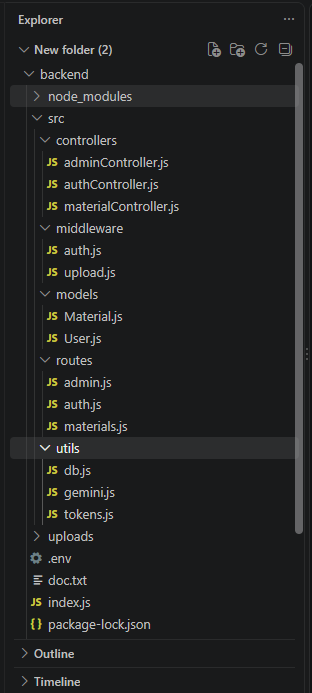 Explorer
New folder (2)
backend
node_modules
src
controllers
JS adminController.js
JS authController.js
JS materialController.js
middleware
JS auth.js
JS upload.js
models
JS Material.js
JS User.js
routes
JS admin.js
JS auth.js
JS materials.js
utils
JS db.js
JS gemini.js
JS tokens.js
uploads
.env
doc.txt
JS index.js
{} package-lock.json
Outline
Timeline